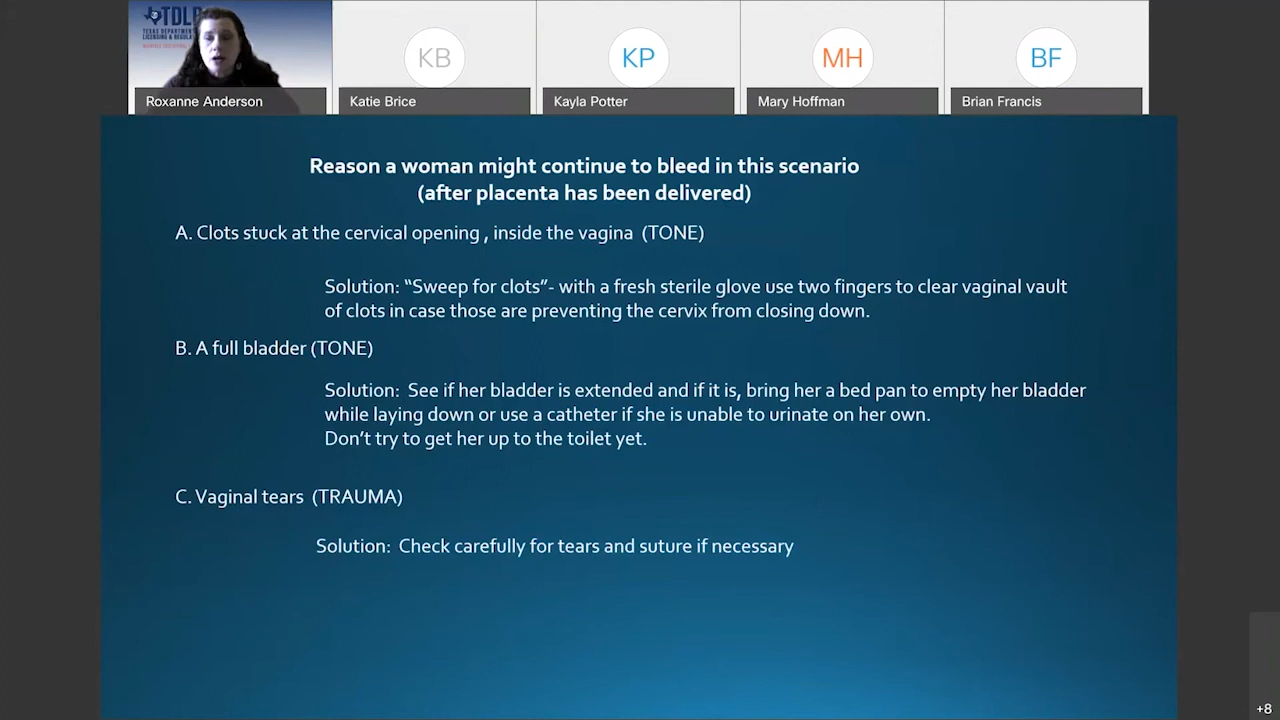 TDLR
TEXAS DEPARTMENT
LICENSING & REGULA
KB
KP
MH
BF
Roxanne Anderson
Katie Brice
Kayla Potter
Mary Hoffman
Brian Francis
Reason a woman might continue to bleed in this scenario
(after placenta has been delivered)
A. Clots stuck at the cervical opening , inside the vagina (TONE)
Solution: “Sweep for clots”- with a fresh sterile glove use two fingers to clear vaginal vault
of clots in case those are preventing the cervix from closing down.
B. A full bladder (TONE)
Solution: See if her bladder is extended and if it is, bring her a bed pan to empty her bladder
while laying down or use a catheter if she is unable to urinate on her own.
Don’t try to get her up to the toilet yet.
C. Vaginal tears (TRAUMA)
Solution: Check carefully for tears and suture if necessary
+8